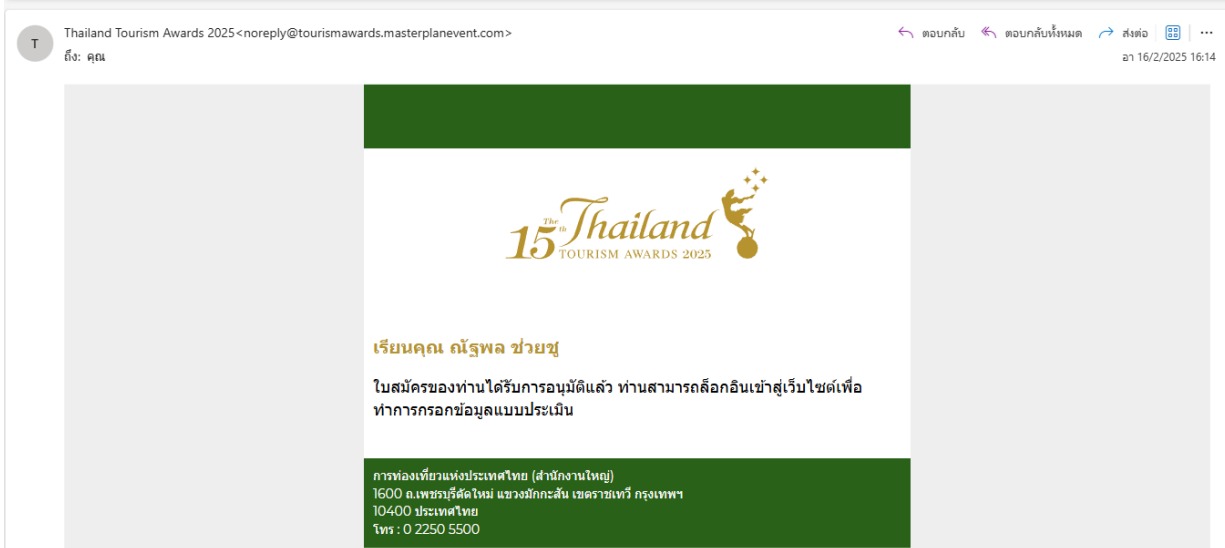 T
Thailand Tourism Awards 2025<noreply@tourismawards.masterplanevent.com>
ตอบกลับ ตอบกลับทั้งหมด ส่งต่อ ...
ถึง: คุณ
อา 16/2/2025 16:14
The 15th Thailand
TOURISM AWARDS 2025
เรียนคุณ ณัฐพล ช่วยชู
ใบสมัครของท่านได้รับการอนุมัติแล้ว ท่านสามารถล็อกอินเข้าสู่เว็บไซต์เพื่อ
ทำการกรอกข้อมูลแบบประเมิน
การท่องเที่ยวแห่งประเทศไทย (สำนักงานใหญ่)
1600 ถ.เพชรบุรีตัดใหม่ แขวงมักกะสัน เขตราชเทวี กรุงเทพฯ
10400 ประเทศไทย
โทร : 0 2250 5500